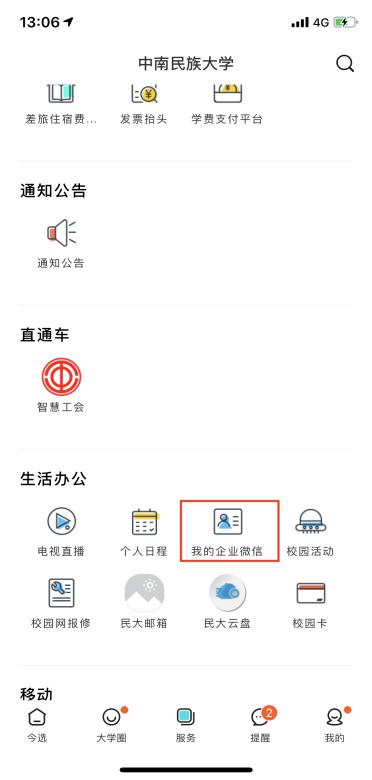 13:06
4G
中南民族大学
差旅住宿费...
发票抬头
学费支付平台
通知公告
通知公告
直通车
智慧工会
生活办公
电视直播
个人日程
我的企业微信
校园活动
校园网报修
民大邮箱
民大云盘
校园卡
移动
2
今选
大学圈
服务
提醒
我的